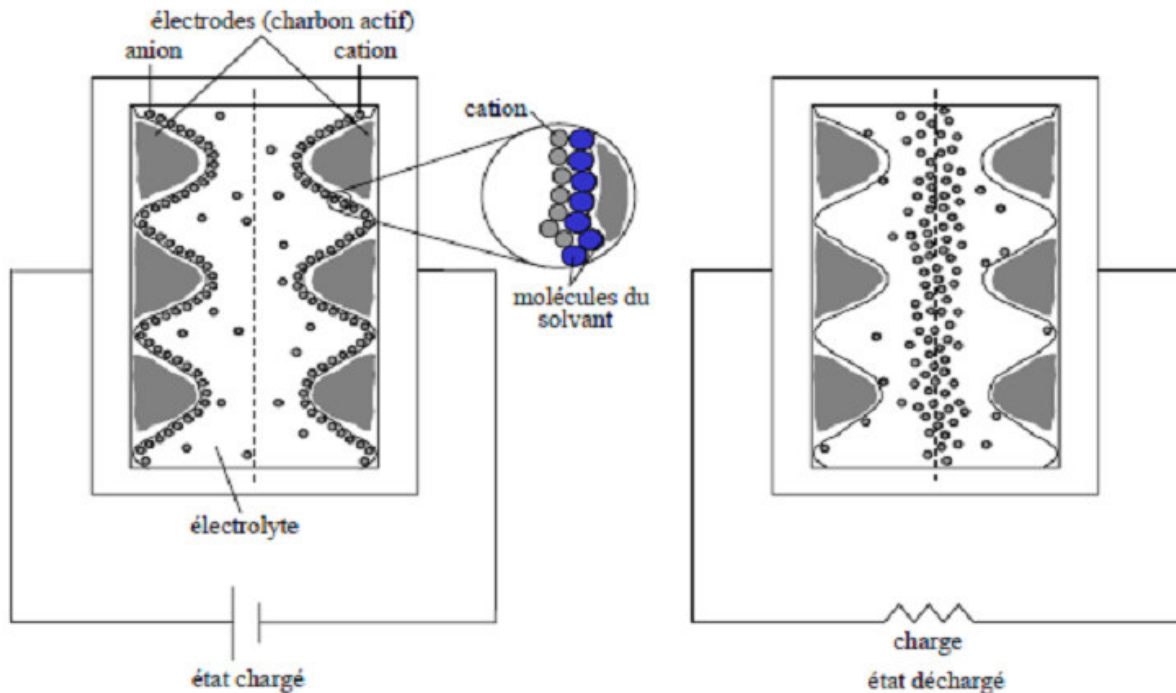 électrodes (charbon actif)
anion
cation
cation
molécules du
solvant
électrolyte
état chargé
charge
état déchargé